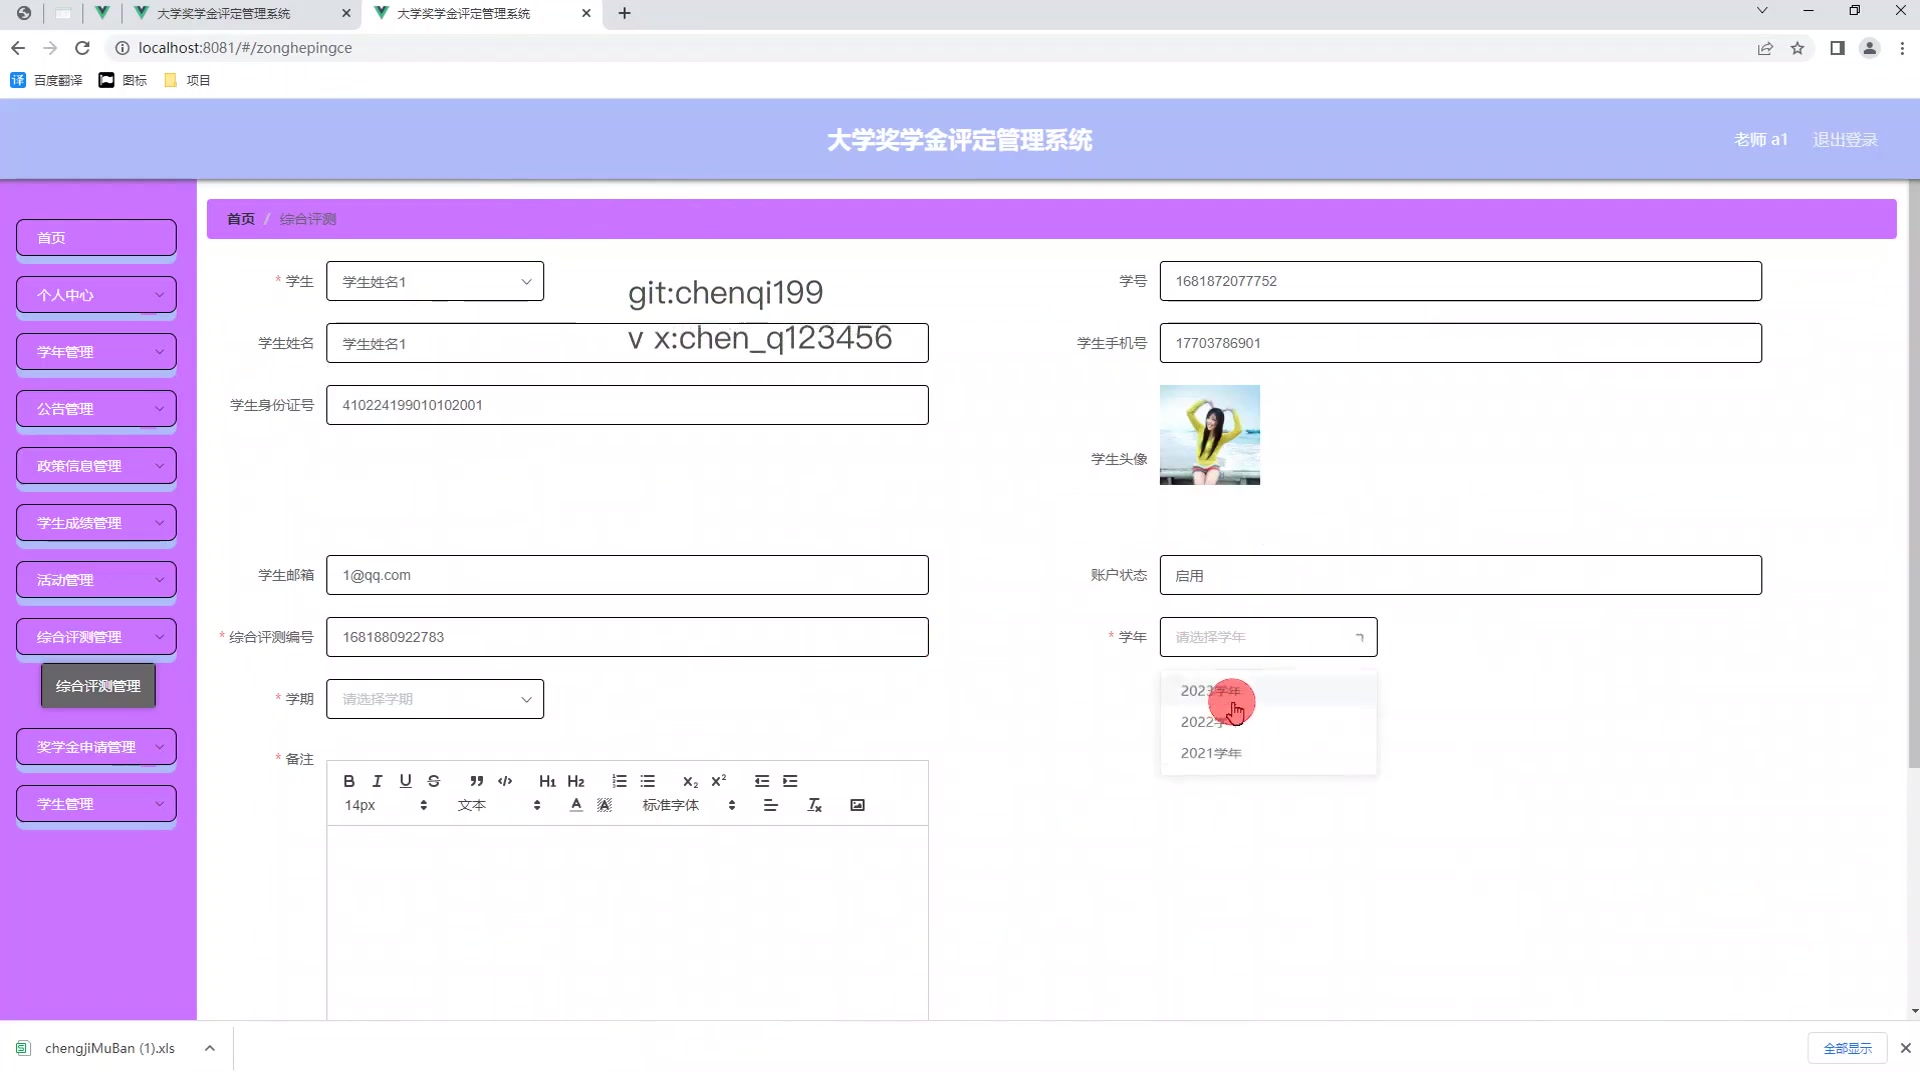 大学奖学金评定管理系统
大学奖学金评定管理系统
localhost:8081/#/zonghepingce
译 百度翻译
图标
项目
大学奖学金评定管理系统
老师 a1
退出登录
首页
个人中心
学年管理
公告管理
政策信息管理
学生成绩管理
活动管理
综合评测管理
综合评测管理
奖学金申请管理
学生管理
首页 / 综合评测
* 学生 学生姓名1
学号 1681872077752
git:chenqi199
学生姓名 学生姓名1
v x:chen_q123456
学生手机号 17703786901
学生身份证号 410224199010102001
学生头像
学生邮箱 1@qq.com
账户状态 启用
* 综合评测编号 1681880922783
* 学年 请选择学年
* 学期 请选择学期
2023学年
2022学
2021学年
* 备注
B I U S H1 H2 X2 X2
14px 文本 A A 标准字体 Tx
chengjiMuBan (1).xls
全部显示